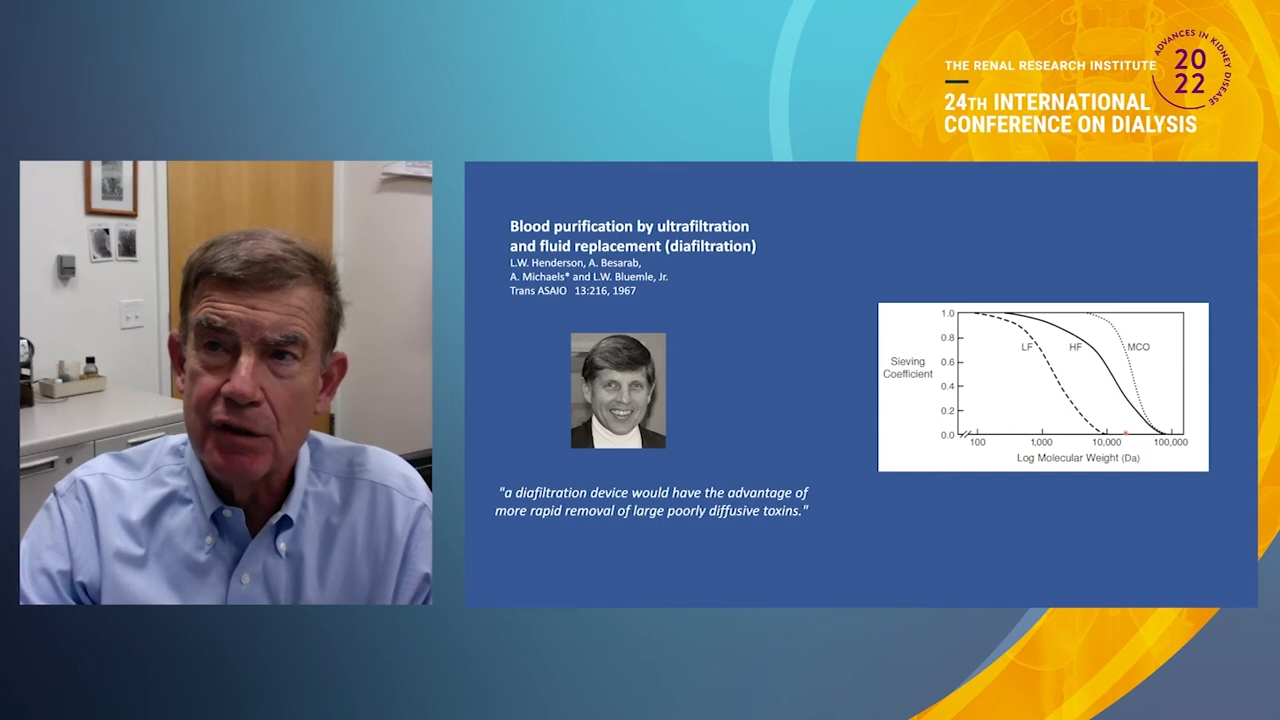 THE RENAL RESEARCH INSTITUTE
24TH INTERNATIONAL
CONFERENCE ON DIALYSIS
ADVANCES IN KIDNEY DISEASE
20
22
Blood purification by ultrafiltration
and fluid replacement (diafiltration)
L.W. Henderson, A. Besarab,
A. Michaels* and L.W. Bluemle, Jr.
Trans ASAIO 13:216, 1967
"a diafiltration device would have the advantage of
more rapid removal of large poorly diffusive toxins."
Sieving
Coefficient
1.0
0.8
0.6
0.4
0.2
0.0
LF
HF
MCO
100
1,000
10,000
100,000
Log Molecular Weight (Da)